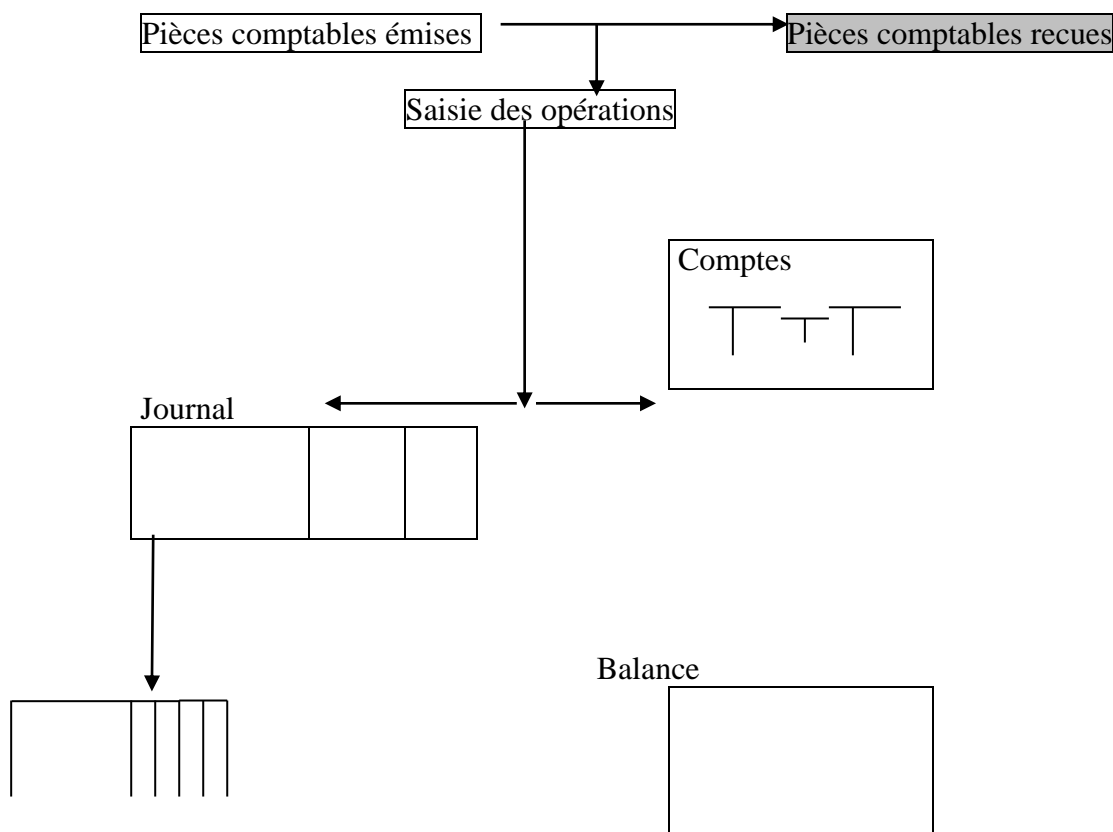 Pièces comptables émises
Pièces comptables recues
Saisie des opérations
Comptes
Journal
Balance